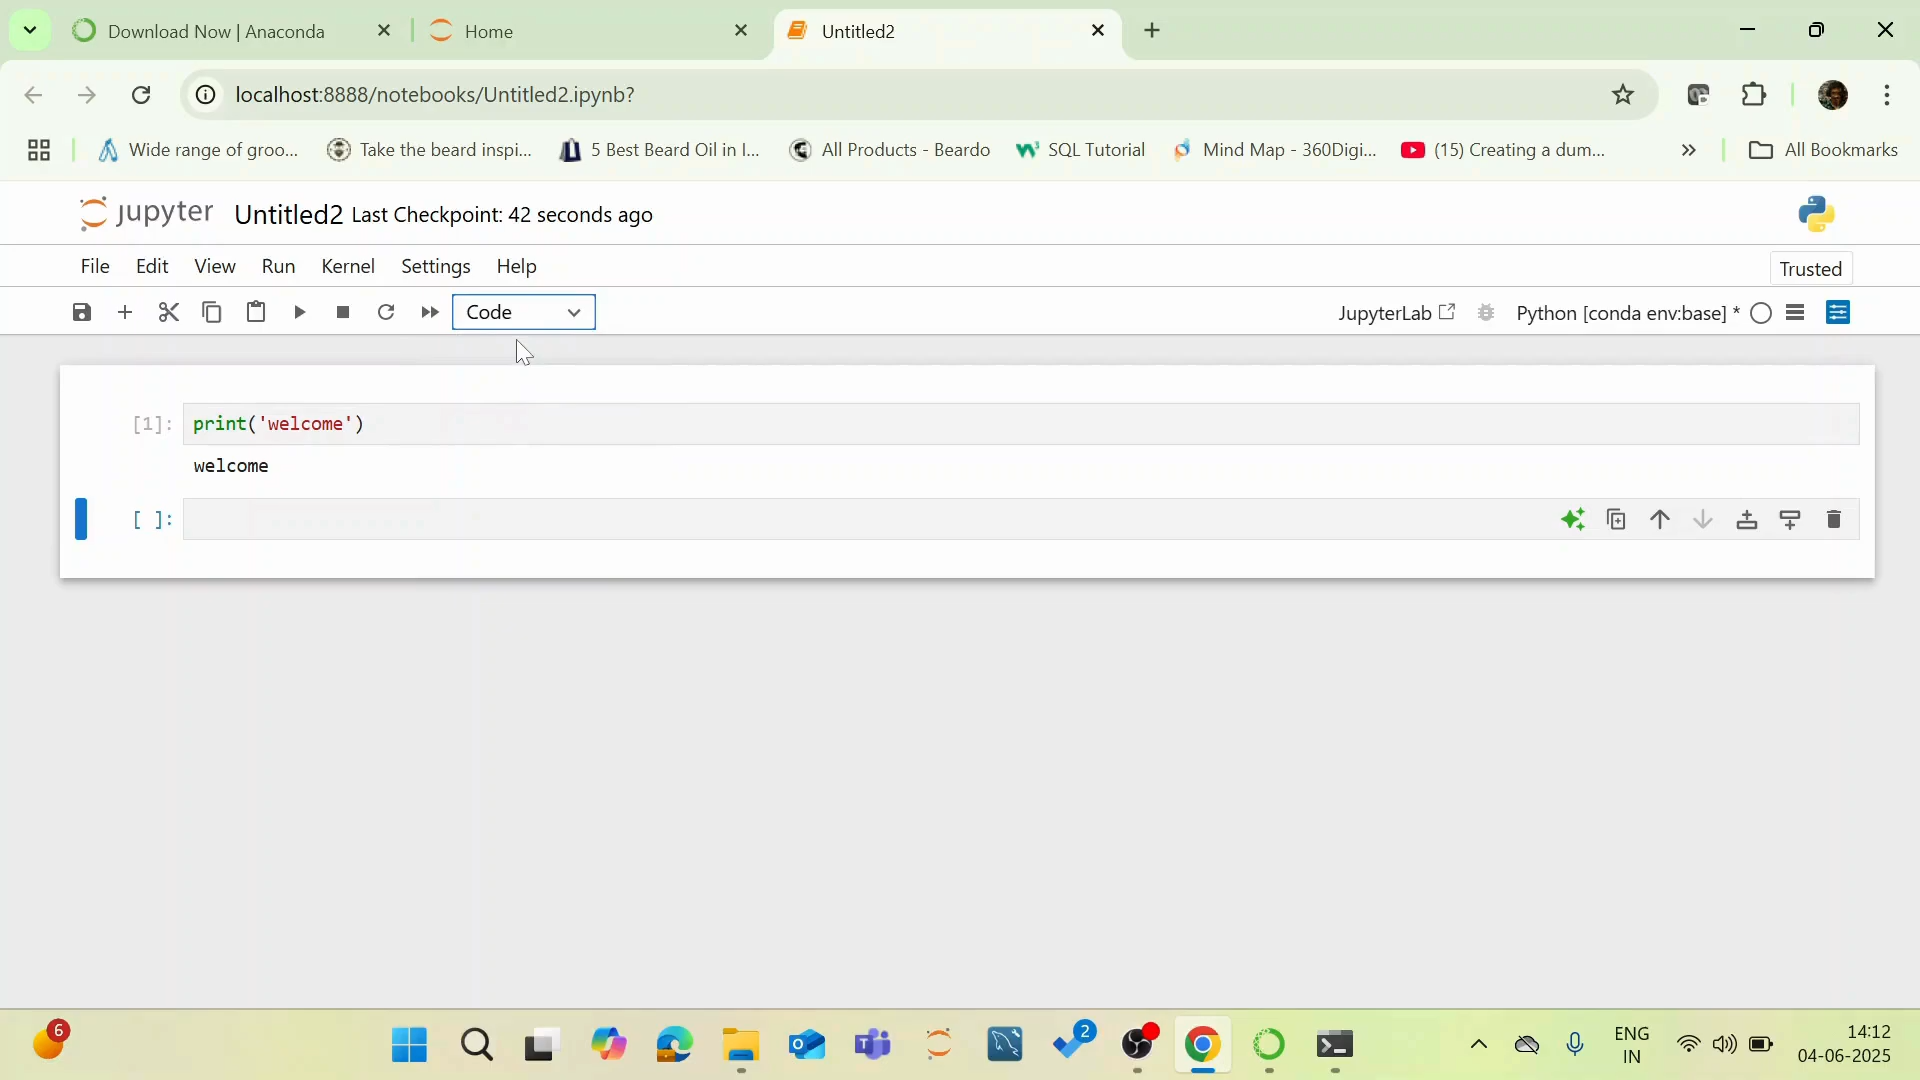 Download Now | Anaconda
Home
Untitled2
localhost:8888/notebooks/Untitled2.ipynb?
Wide range of groo...
Take the beard inspi...
5 Best Beard Oil in I...
All Products - Beardo
SQL Tutorial
Mind Map - 360Digi...
(15) Creating a dum...
All Bookmarks
jupyter Untitled2 Last Checkpoint: 42 seconds ago
File Edit View Run Kernel Settings Help
Trusted
Code
JupyterLab
Python [conda env:base] *
[1]: print('welcome')
welcome
[ ]:
6
2
ENG
IN
14:12
04-06-2025